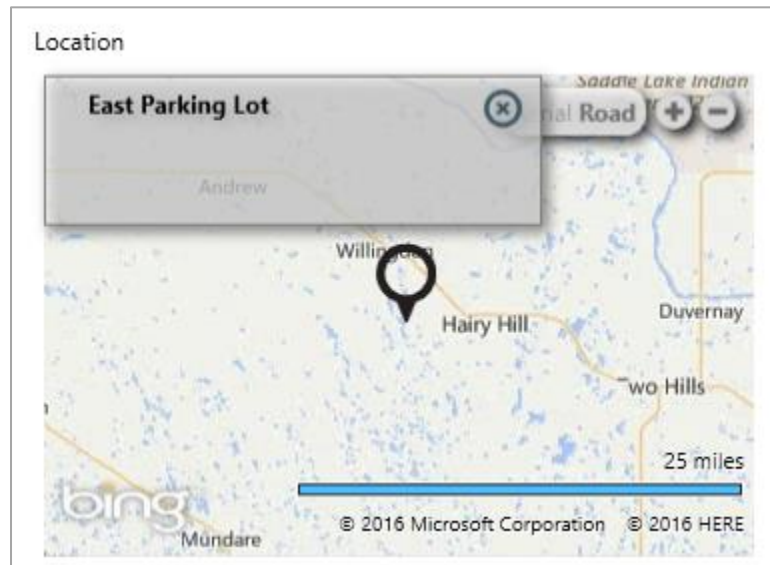 Location
Saddle Lake Indian
East Parking Lot
Road
Andrew
Willingdon
Duvernay
Hairy Hill
wo Hills
25 miles
bing
© 2016 Microsoft Corporation © 2016 HERE
Mundare